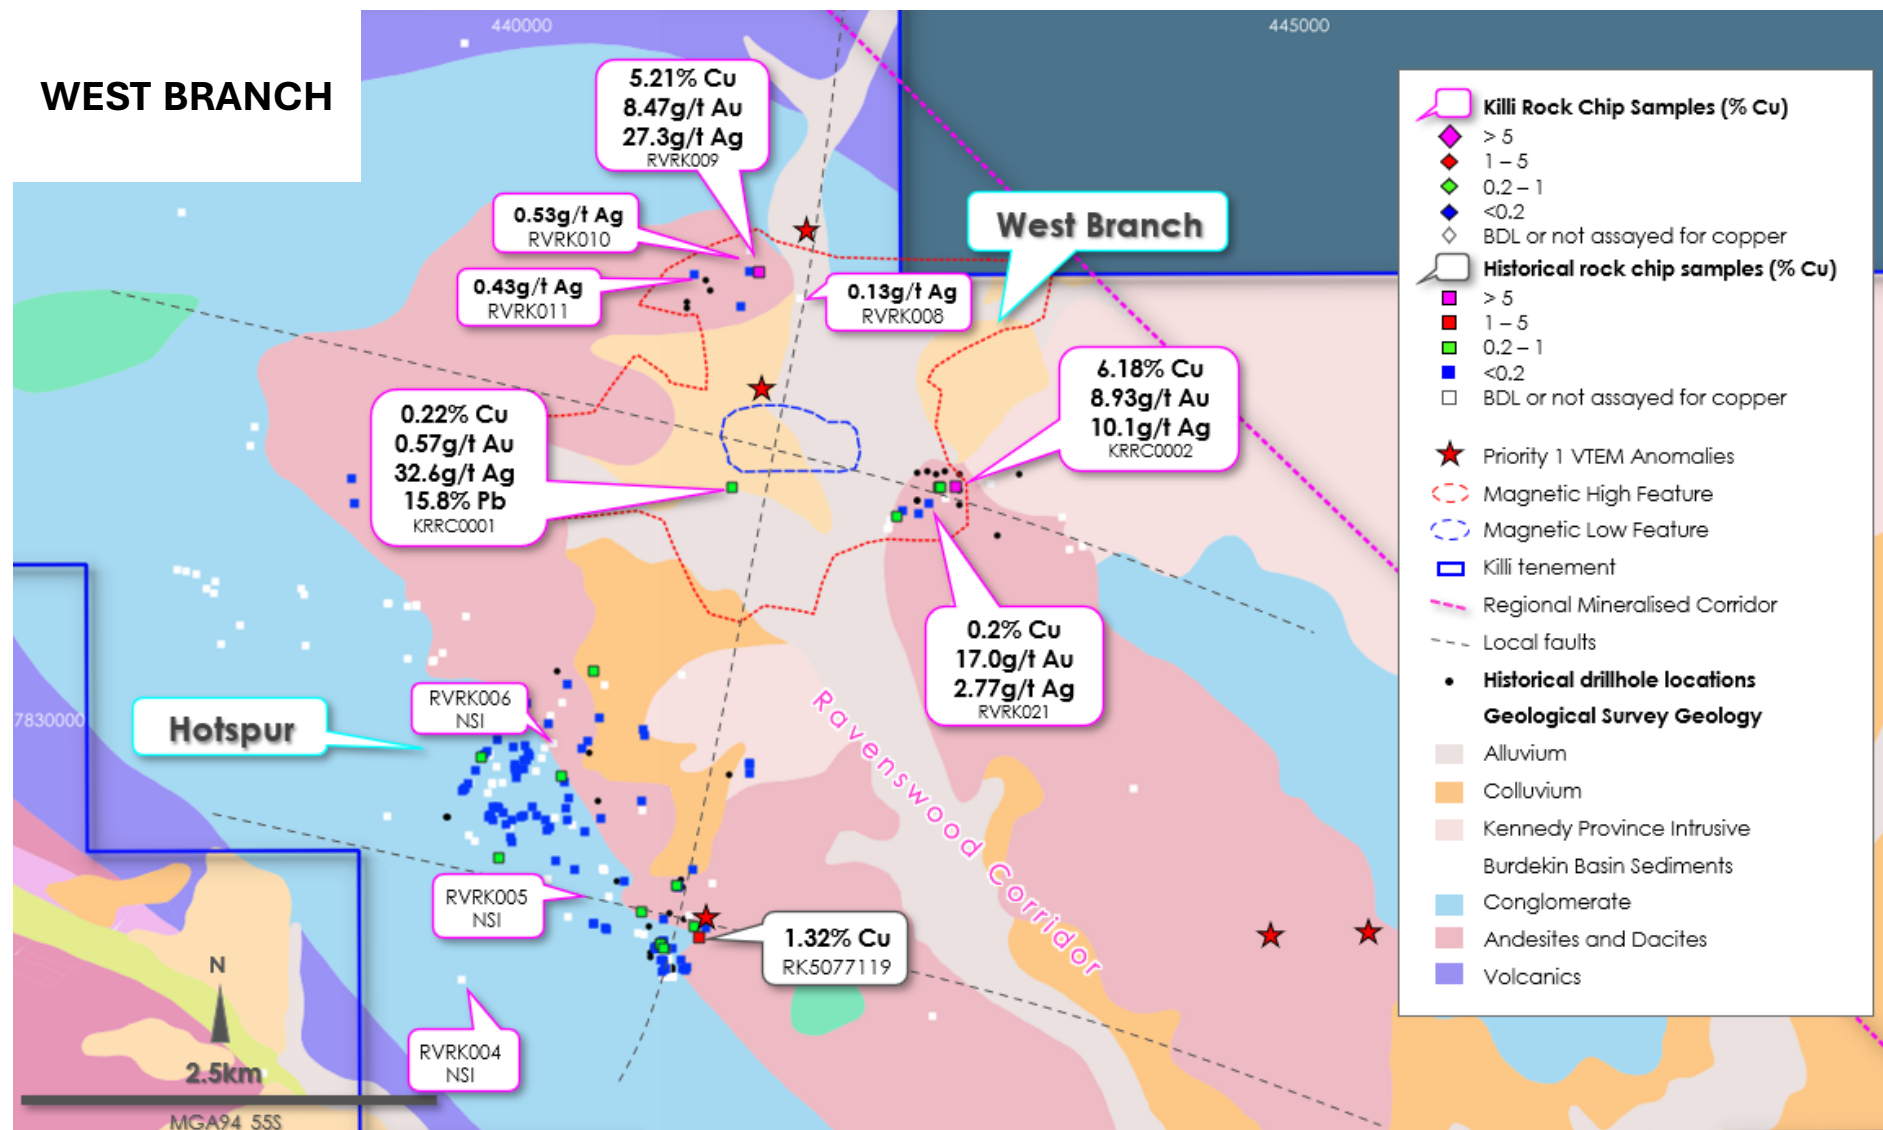 WEST BRANCH
440000
445000
5.21% Cu
8.47g/t Au
27.3g/t Ag
RVRK009
0.53g/t Ag
RVRK010
0.43g/t Ag
RVRK011
0.13g/t Ag
RVRK008
West Branch
6.18% Cu
8.93g/t Au
10.1g/t Ag
KRRC0002
0.22% Cu
0.57g/t Au
32.6g/t Ag
15.8% Pb
KRRC0001
0.2% Cu
17.0g/t Au
2.77g/t Ag
RVRK021
RVRK006
NSI
Hotspur
7830000
Ravenswood Corridor
RVRK005
NSI
1.32% Cu
RK5077119
RVRK004
NSI
N
2.5km
MGA94 55S
Killi Rock Chip Samples (% Cu)
> 5
1 – 5
0.2 – 1
<0.2
BDL or not assayed for copper
Historical rock chip samples (% Cu)
> 5
1 – 5
0.2 – 1
<0.2
BDL or not assayed for copper
Priority 1 VTEM Anomalies
Magnetic High Feature
Magnetic Low Feature
Killi tenement
Regional Mineralised Corridor
Local faults
Historical drillhole locations
Geological Survey Geology
Alluvium
Colluvium
Kennedy Province Intrusive
Burdekin Basin Sediments
Conglomerate
Andesites and Dacites
Volcanics